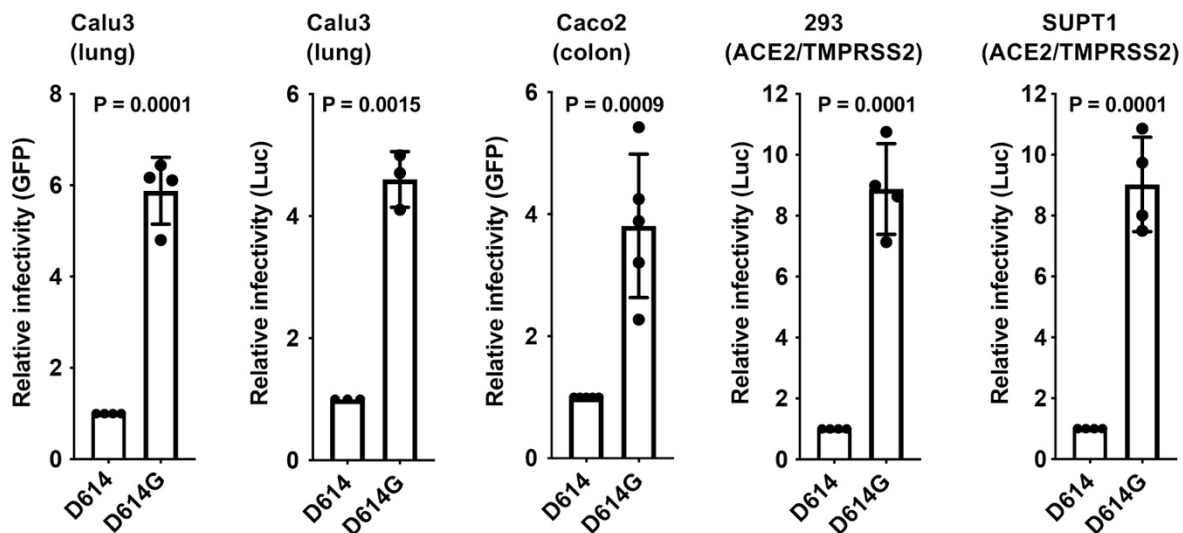 Calu3
(lung)
P = 0.0001
Relative infectivity (GFP)
8
6
4
2
0
D614
D614G
Calu3
(lung)
P = 0.0015
Relative infectivity (Luc)
6
4
2
0
D614
D614G
Caco2
(colon)
P = 0.0009
Relative infectivity (GFP)
6
4
2
0
D614
D614G
293
(ACE2/TMPRSS2)
P = 0.0001
Relative infectivity (Luc)
12
10
8
6
4
2
0
D614
D614G
SUPT1
(ACE2/TMPRSS2)
P = 0.0001
Relative infectivity (Luc)
12
10
8
6
4
2
0
D614
D614G